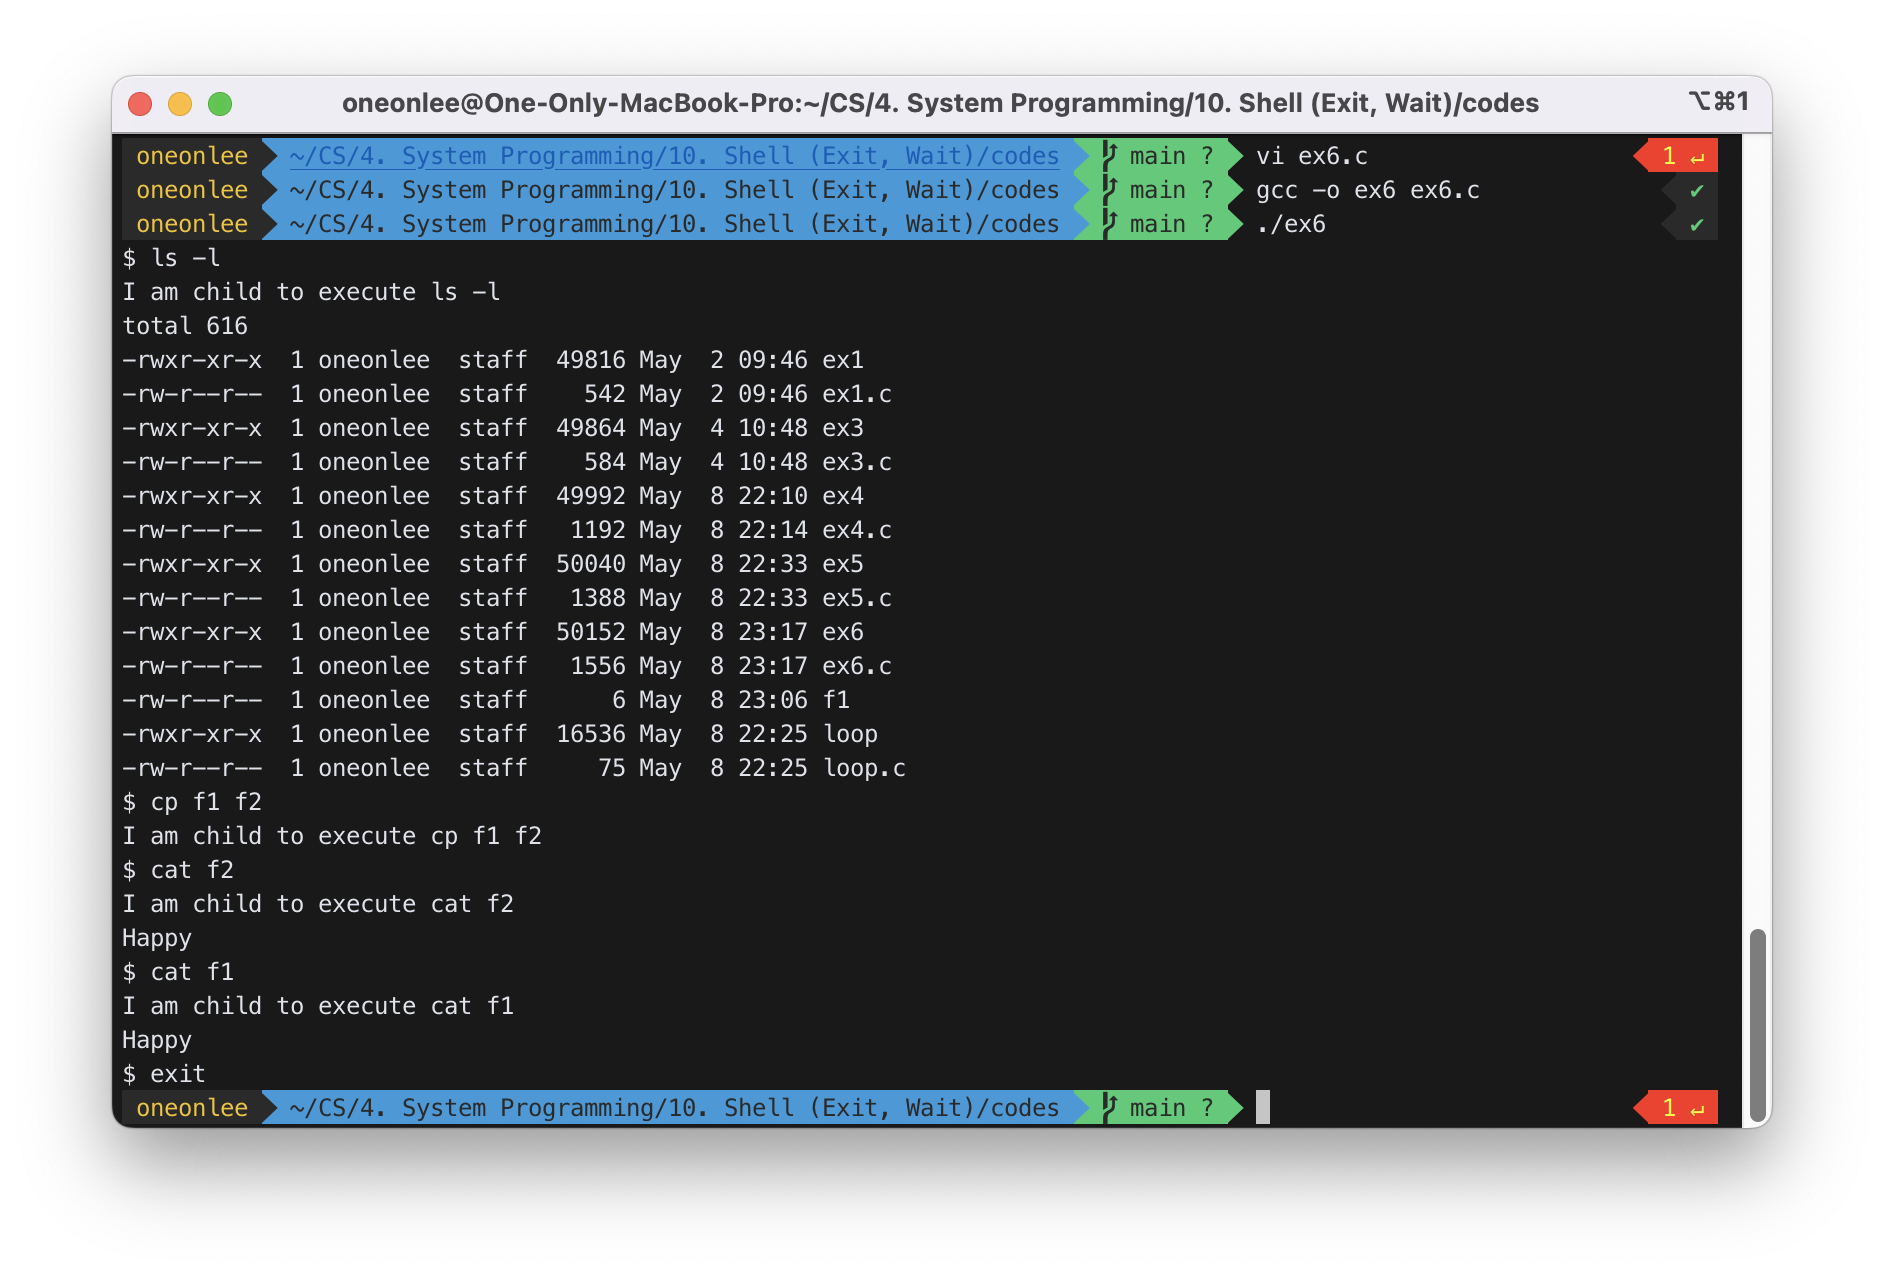 oneonlee@One-Only-MacBook-Pro:~/CS/4. System Programming/10. Shell (Exit, Wait)/codes ⌥⌘1
oneonlee ~/CS/4. System Programming/10. Shell (Exit, Wait)/codes main ? vi ex6.c 1 ↵
oneonlee ~/CS/4. System Programming/10. Shell (Exit, Wait)/codes main ? gcc -o ex6 ex6.c ✔
oneonlee ~/CS/4. System Programming/10. Shell (Exit, Wait)/codes main ? ./ex6 ✔
$ ls -l
I am child to execute ls -l
total 616
-rwxr-xr-x  1 oneonlee  staff  49816 May  2 09:46 ex1
-rw-r--r--  1 oneonlee  staff    542 May  2 09:46 ex1.c
-rwxr-xr-x  1 oneonlee  staff  49864 May  4 10:48 ex3
-rw-r--r--  1 oneonlee  staff    584 May  4 10:48 ex3.c
-rwxr-xr-x  1 oneonlee  staff  49992 May  8 22:10 ex4
-rw-r--r--  1 oneonlee  staff   1192 May  8 22:14 ex4.c
-rwxr-xr-x  1 oneonlee  staff  50040 May  8 22:33 ex5
-rw-r--r--  1 oneonlee  staff   1388 May  8 22:33 ex5.c
-rwxr-xr-x  1 oneonlee  staff  50152 May  8 23:17 ex6
-rw-r--r--  1 oneonlee  staff   1556 May  8 23:17 ex6.c
-rw-r--r--  1 oneonlee  staff      6 May  8 23:06 f1
-rwxr-xr-x  1 oneonlee  staff  16536 May  8 22:25 loop
-rw-r--r--  1 oneonlee  staff     75 May  8 22:25 loop.c
$ cp f1 f2
I am child to execute cp f1 f2
$ cat f2
I am child to execute cat f2
Happy
$ cat f1
I am child to execute cat f1
Happy
$ exit
oneonlee ~/CS/4. System Programming/10. Shell (Exit, Wait)/codes main ? 1 ↵